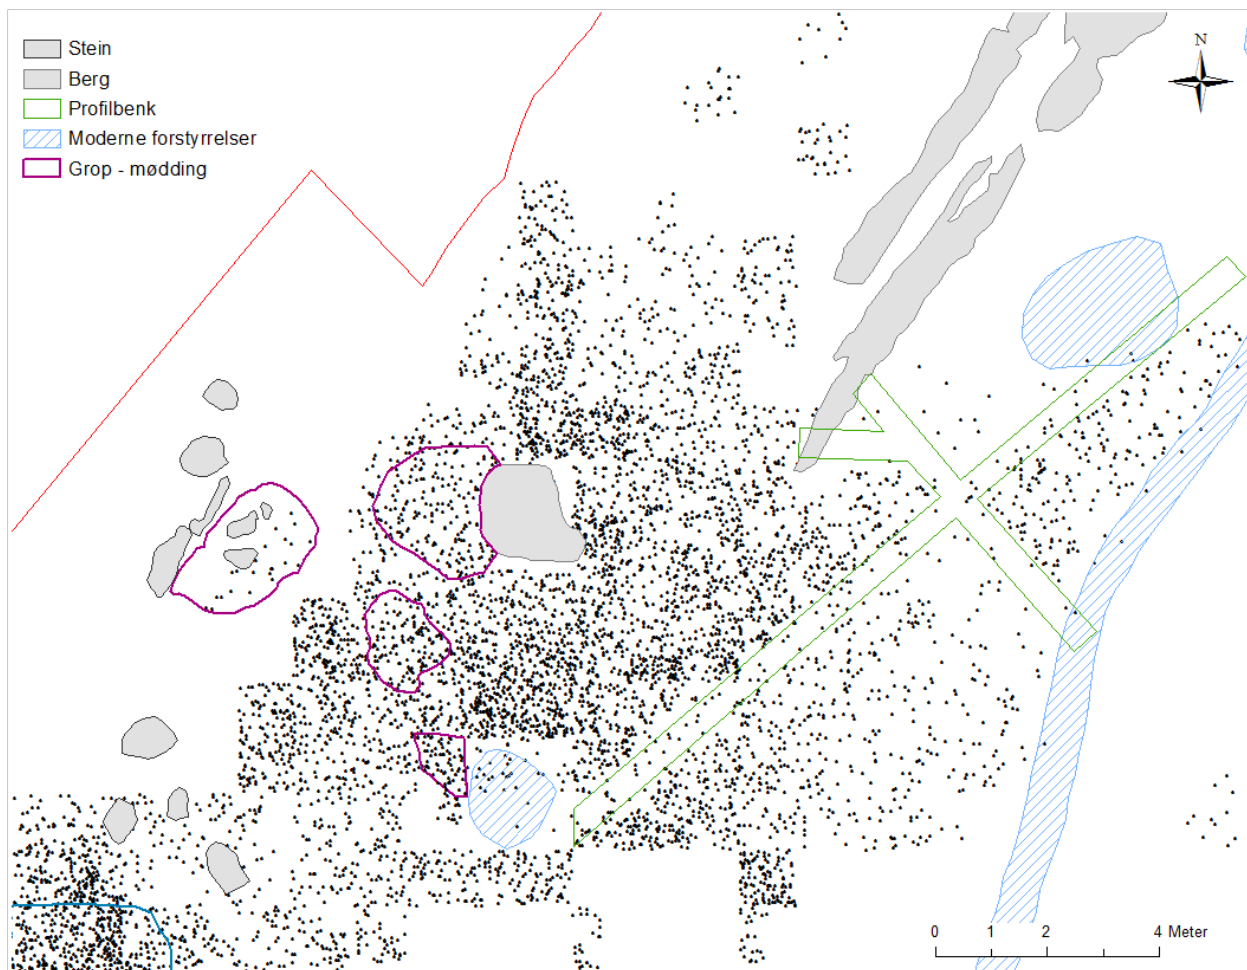 Stein
Berg
Profilbenk
Moderne forstyrrelser
Grop - mødding
N
0 1 2 4 Meter